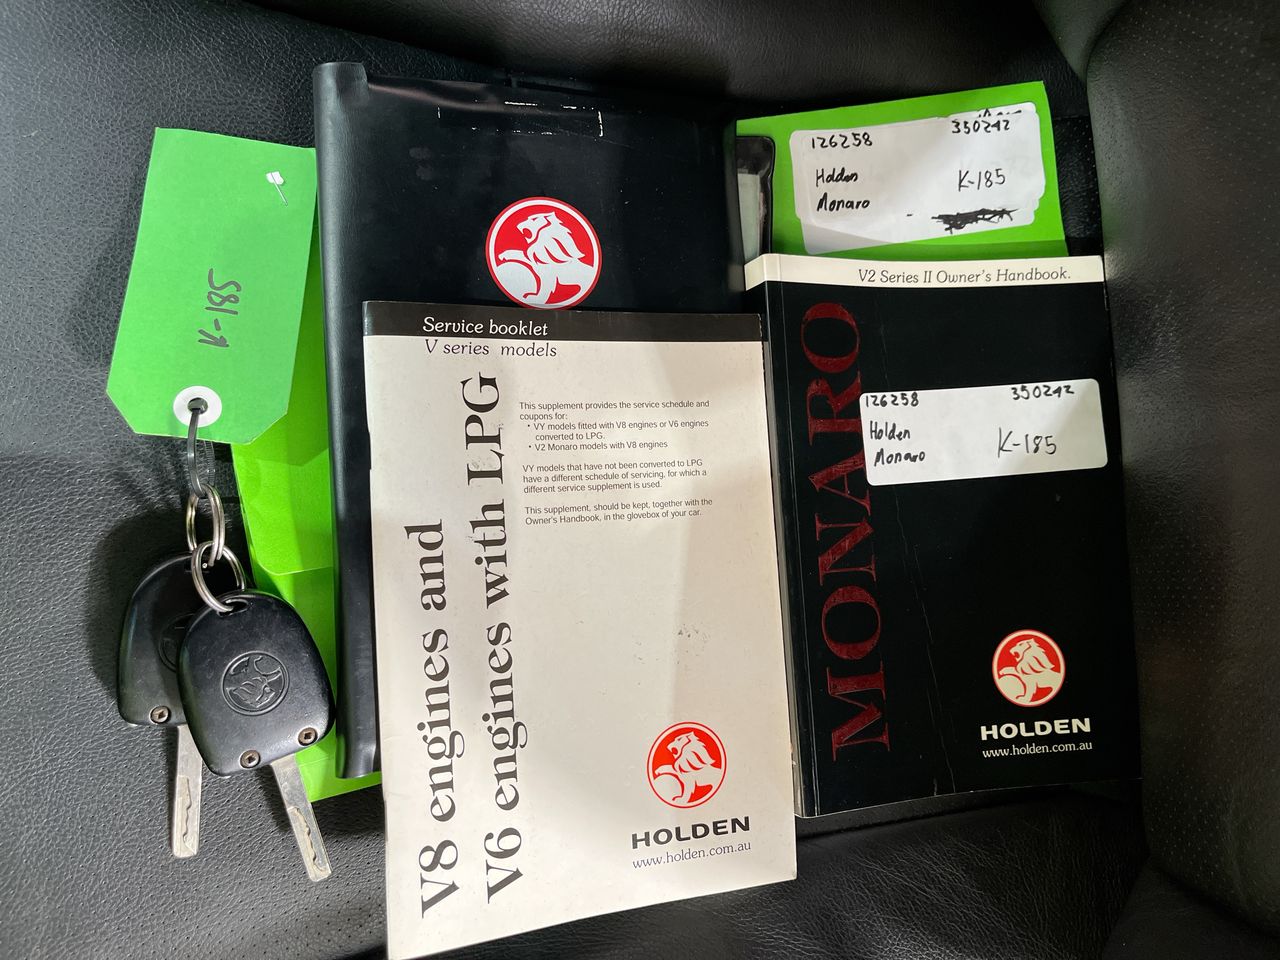 K-185
126258 350242
Holden K-185
Monaro
Service booklet
V series models
V8 engines and
V6 engines with LPG
This supplement provides the service schedule and
coupons for:
• VY models fitted with V8 engines or V6 engines
converted to LPG.
• V2 Monaro models with V8 engines
VY models that have not been converted to LPG
have a different schedule of servicing, for which a
different service supplement is used.
This supplement, should be kept, together with the
Owner's Handbook, in the glovebox of your car.
HOLDEN
www.holden.com.au
V2 Series II Owner's Handbook.
MONARO
126258 350242
Holden K-185
Monaro
HOLDEN
www.holden.com.au